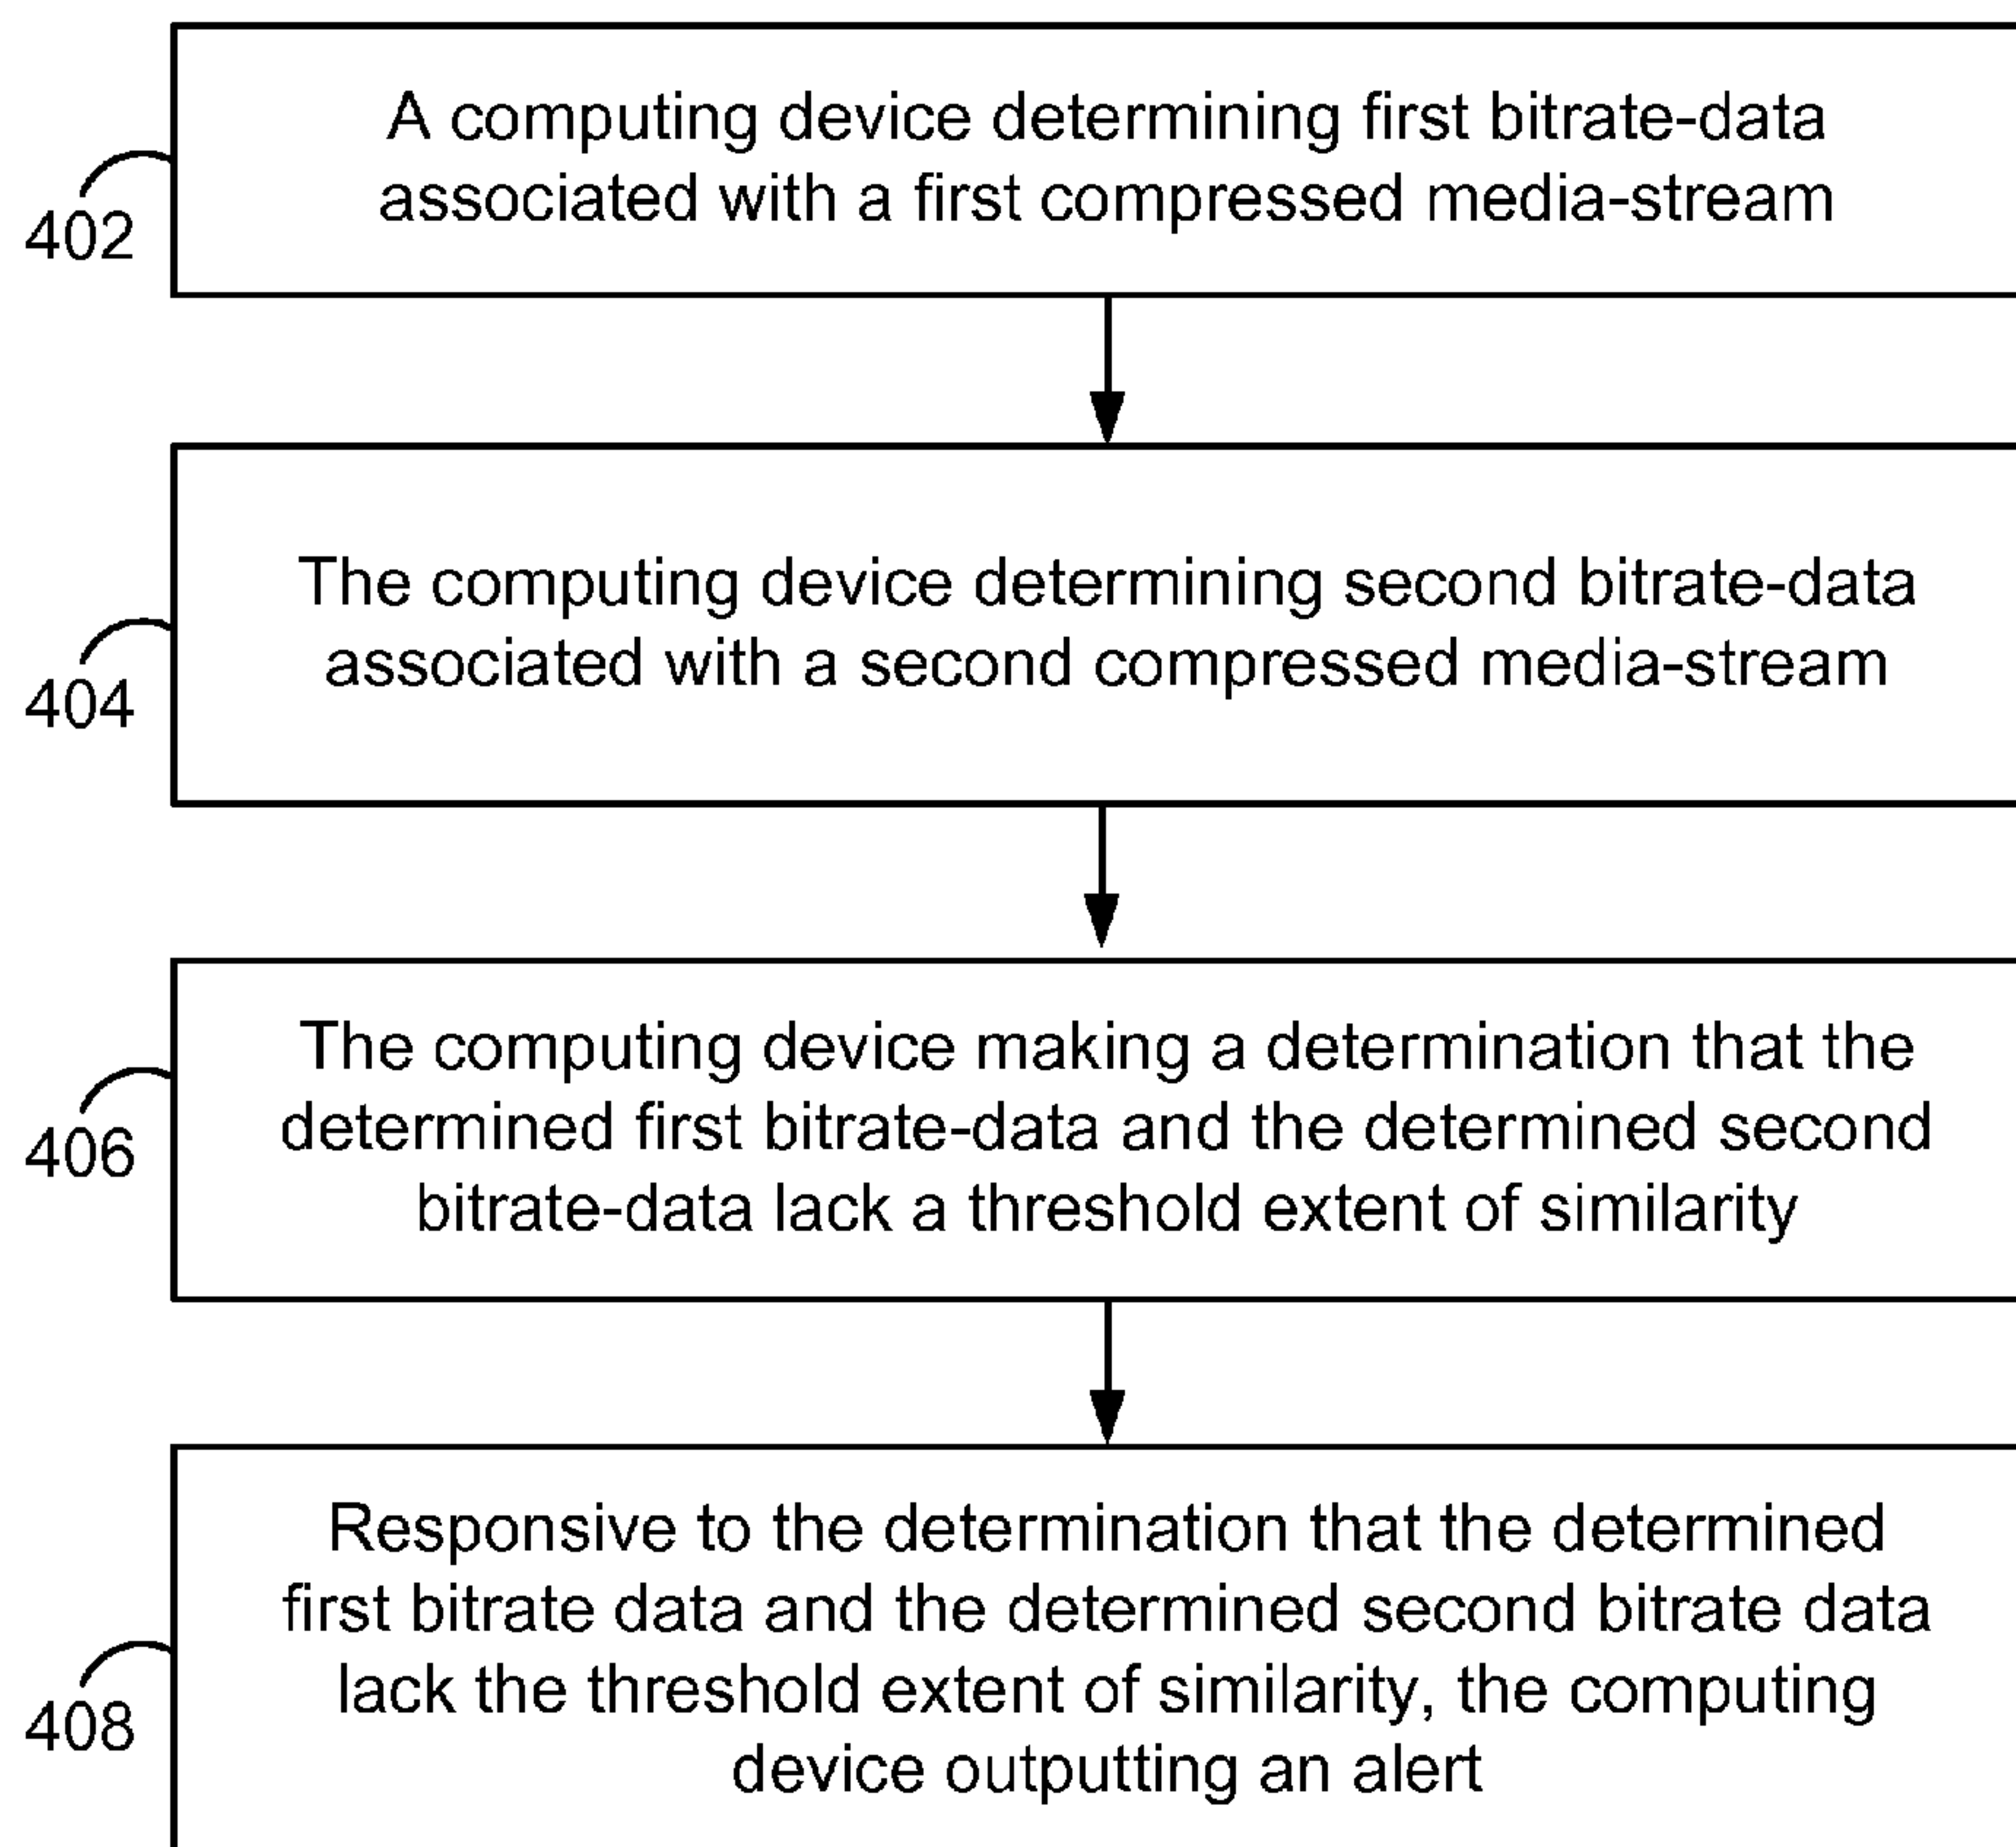 A computing device determining first bitrate-data
associated with a first compressed media-stream
402
The computing device determining second bitrate-data
associated with a second compressed media-stream
404
The computing device making a determination that the
determined first bitrate-data and the determined second
bitrate-data lack a threshold extent of similarity
406
Responsive to the determination that the determined
first bitrate data and the determined second bitrate data
lack the threshold extent of similarity, the computing
device outputting an alert
408